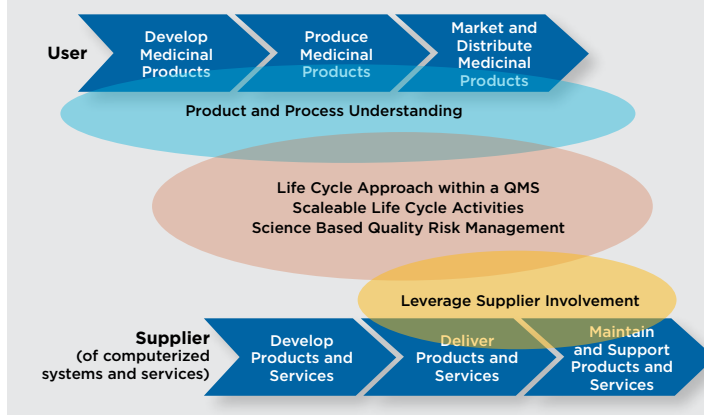 User
Develop
Medicinal
Products
Produce
Medicinal
Products
Market and
Distribute
Medicinal
Products
Product and Process Understanding
Life Cycle Approach within a QMS
Scaleable Life Cycle Activities
Science Based Quality Risk Management
Leverage Supplier Involvement
Supplier
(of computerized
systems and services)
Develop
Products and
Services
Deliver
Products and
Services
Maintain
and Support
Products and
Services